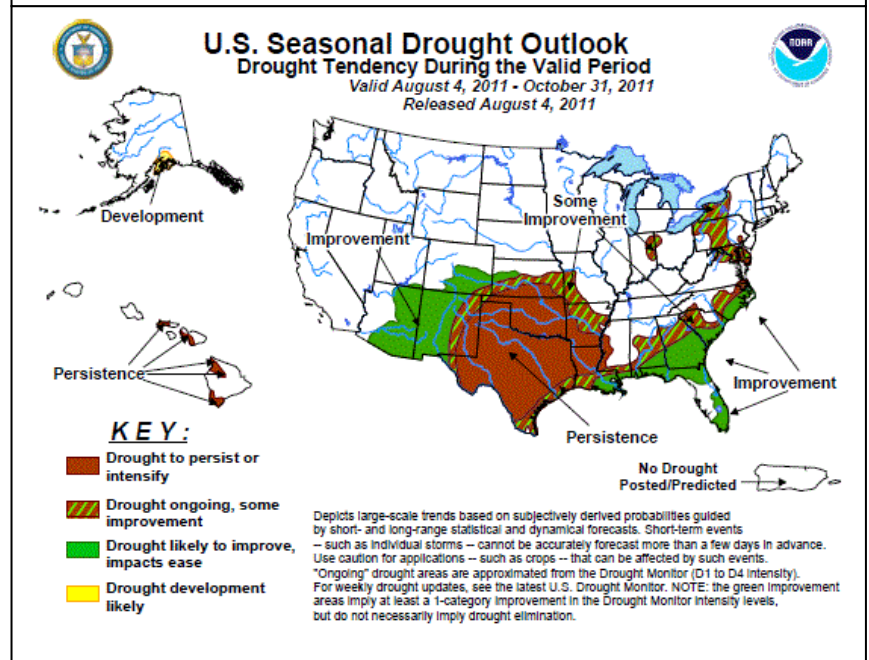 U.S. Seasonal Drought Outlook
Drought Tendency During the Valid Period
Valid August 4, 2011 - October 31, 2011
Released August 4, 2011
NOAA
Development
Some
Improvement
Improvement
Persistence
Improvement
Persistence
No Drought
Posted/Predicted
KEY:
Drought to persist or
intensify
Drought ongoing, some
improvement
Drought likely to improve,
impacts ease
Drought development
likely
Depicts large-scale trends based on subjectively derived probabilities guided
by short- and long-range statistical and dynamical forecasts. Short-term events
-- such as individual storms -- cannot be accurately forecast more than a few days in advance.
Use caution for applications -- such as crops -- that can be affected by such events.
"Ongoing" drought areas are approximated from the Drought Monitor (D1 to D4 intensity).
For weekly drought updates, see the latest U.S. Drought Monitor. NOTE: the green improvement
areas imply at least a 1-category improvement in the Drought Monitor intensity levels,
but do not necessarily imply drought elimination.